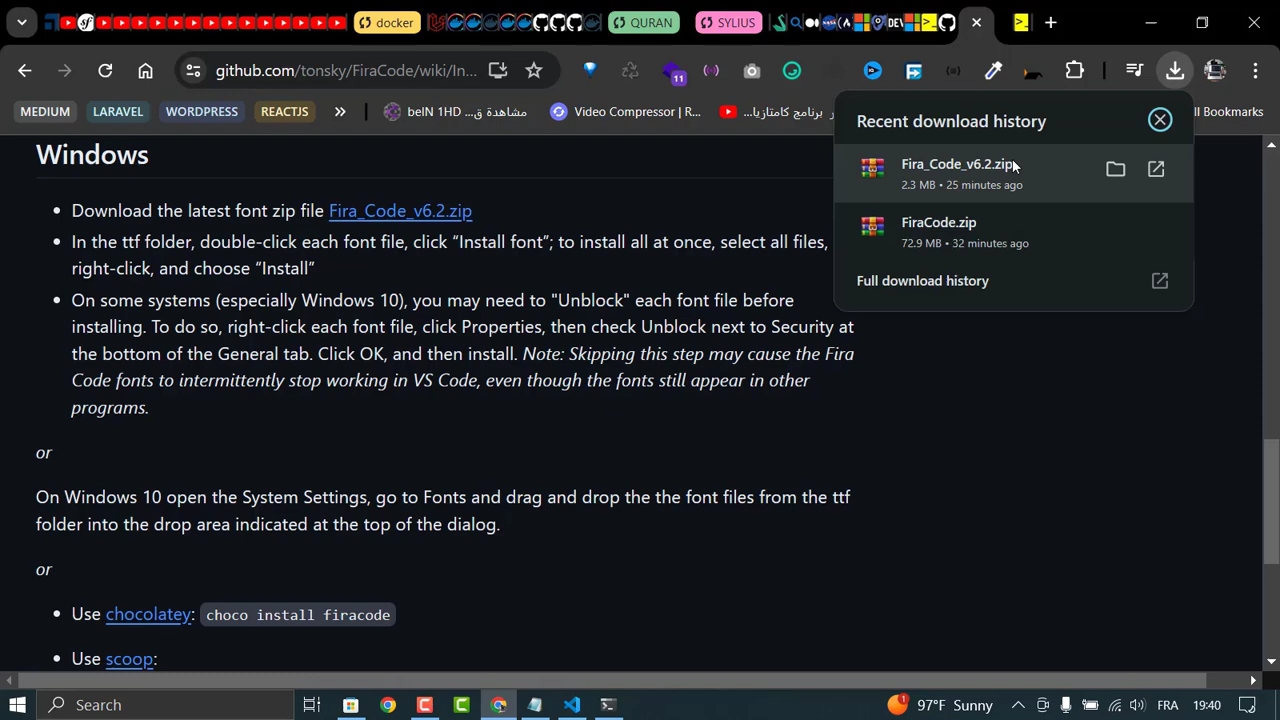 docker
QURAN
SYLIUS
github.com/tonsky/FiraCode/wiki/In...
11
MEDIUM
LARAVEL
WORDPRESS
REACTJS
beIN 1HD ...مشاهدة ق
Video Compressor | R...
ر برنامج كامتازيا...
ll Bookmarks
Recent download history
Fira_Code_v6.2.zip
2.3 MB • 25 minutes ago
FiraCode.zip
72.9 MB • 32 minutes ago
Full download history
Windows
Download the latest font zip file Fira_Code_v6.2.zip
In the ttf folder, double-click each font file, click “Install font”; to install all at once, select all files,
right-click, and choose “Install”
On some systems (especially Windows 10), you may need to "Unblock" each font file before
installing. To do so, right-click each font file, click Properties, then check Unblock next to Security at
the bottom of the General tab. Click OK, and then install. Note: Skipping this step may cause the Fira
Code fonts to intermittently stop working in VS Code, even though the fonts still appear in other
programs.
or
On Windows 10 open the System Settings, go to Fonts and drag and drop the the font files from the ttf
folder into the drop area indicated at the top of the dialog.
or
Use chocolatey: choco install firacode
Use scoop:
Search
1
97°F Sunny
FRA
19:40